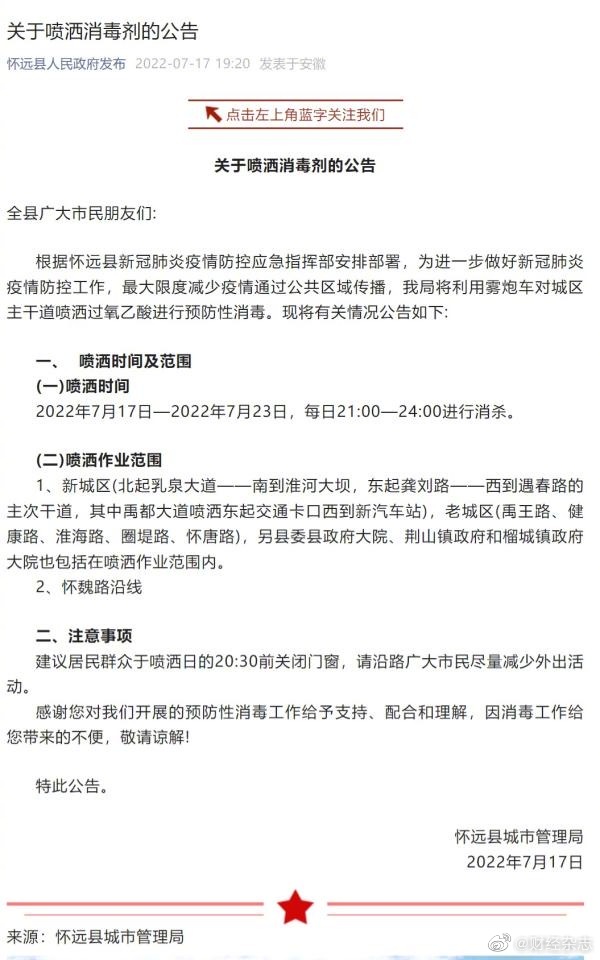 关于喷洒消毒剂的公告
怀远县人民政府发布 2022-07-17 19:20 发表于安徽
点击左上角蓝字关注我们
关于喷洒消毒剂的公告
全县广大市民朋友们:
根据怀远县新冠肺炎疫情防控应急指挥部安排部署，为进一步做好新冠肺炎
疫情防控工作，最大限度减少疫情通过公共区域传播，我局将利用雾炮车对城区
主干道喷洒过氧乙酸进行预防性消毒。现将有关情况公告如下:
一、 喷洒时间及范围
(一)喷洒时间
2022年7月17日—2022年7月23日，每日21:00—24:00进行消杀。
(二)喷洒作业范围
1、新城区(北起乳泉大道——南到淮河大坝，东起龚刘路——西到遇春路的
主次干道，其中禹都大道喷洒东起交通卡口西到新汽车站)，老城区(禹王路、健
康路、淮海路、圈堤路、怀唐路)，另县委县政府大院、荆山镇政府和榴城镇政府
大院也包括在喷洒作业范围内。
2、怀魏路沿线
二、注意事项
建议居民群众于喷洒日的20:30前关闭门窗，请沿路广大市民尽量减少外出活
动。
感谢您对我们开展的预防性消毒工作给予支持、配合和理解，因消毒工作给
您带来的不便，敬请谅解!
特此公告。
怀远县城市管理局
2022年7月17日
来源：怀远县城市管理局
@财经杂志